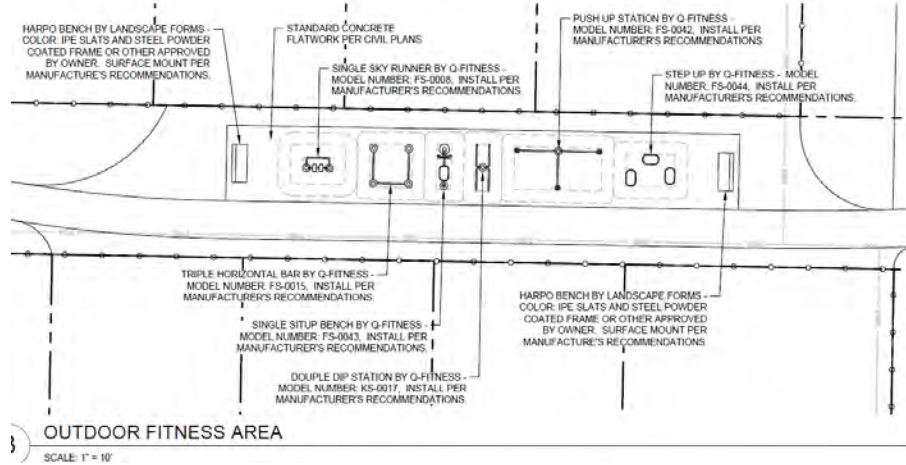 HARPO BENCH BY LANDSCAPE FORMS -
COLOR: IPE SLATS AND STEEL POWDER
COATED FRAME OR OTHER APPROVED
BY OWNER. SURFACE MOUNT PER
MANUFACTURE'S RECOMMENDATIONS.
STANDARD CONCRETE
FLATWORK PER CIVIL PLANS
SINGLE SKY RUNNER BY Q-FITNESS -
MODEL NUMBER: FS-0008, INSTALL PER
MANUFACTURER'S RECOMMENDATIONS.
PUSH UP STATION BY Q-FITNESS -
MODEL NUMBER: FS-0042, INSTALL PER
MANUFACTURER'S RECOMMENDATIONS.
STEP UP BY Q-FITNESS - MODEL
NUMBER: FS-0044, INSTALL PER
MANUFACTURER'S RECOMMENDATIONS.
TRIPLE HORIZONTAL BAR BY Q-FITNESS -
MODEL NUMBER: FS-0015, INSTALL PER
MANUFACTURER'S RECOMMENDATIONS.
SINGLE SITUP BENCH BY Q-FITNESS -
MODEL NUMBER: FS-0043, INSTALL PER
MANUFACTURER'S RECOMMENDATIONS.
DOUPLE DIP STATION BY Q-FITNESS -
MODEL NUMBER: KS-0017, INSTALL PER
MANUFACTURER'S RECOMMENDATIONS.
HARPO BENCH BY LANDSCAPE FORMS -
COLOR: IPE SLATS AND STEEL POWDER
COATED FRAME OR OTHER APPROVED
BY OWNER. SURFACE MOUNT PER
MANUFACTURE'S RECOMMENDATIONS.
OUTDOOR FITNESS AREA
SCALE: 1" = 10'